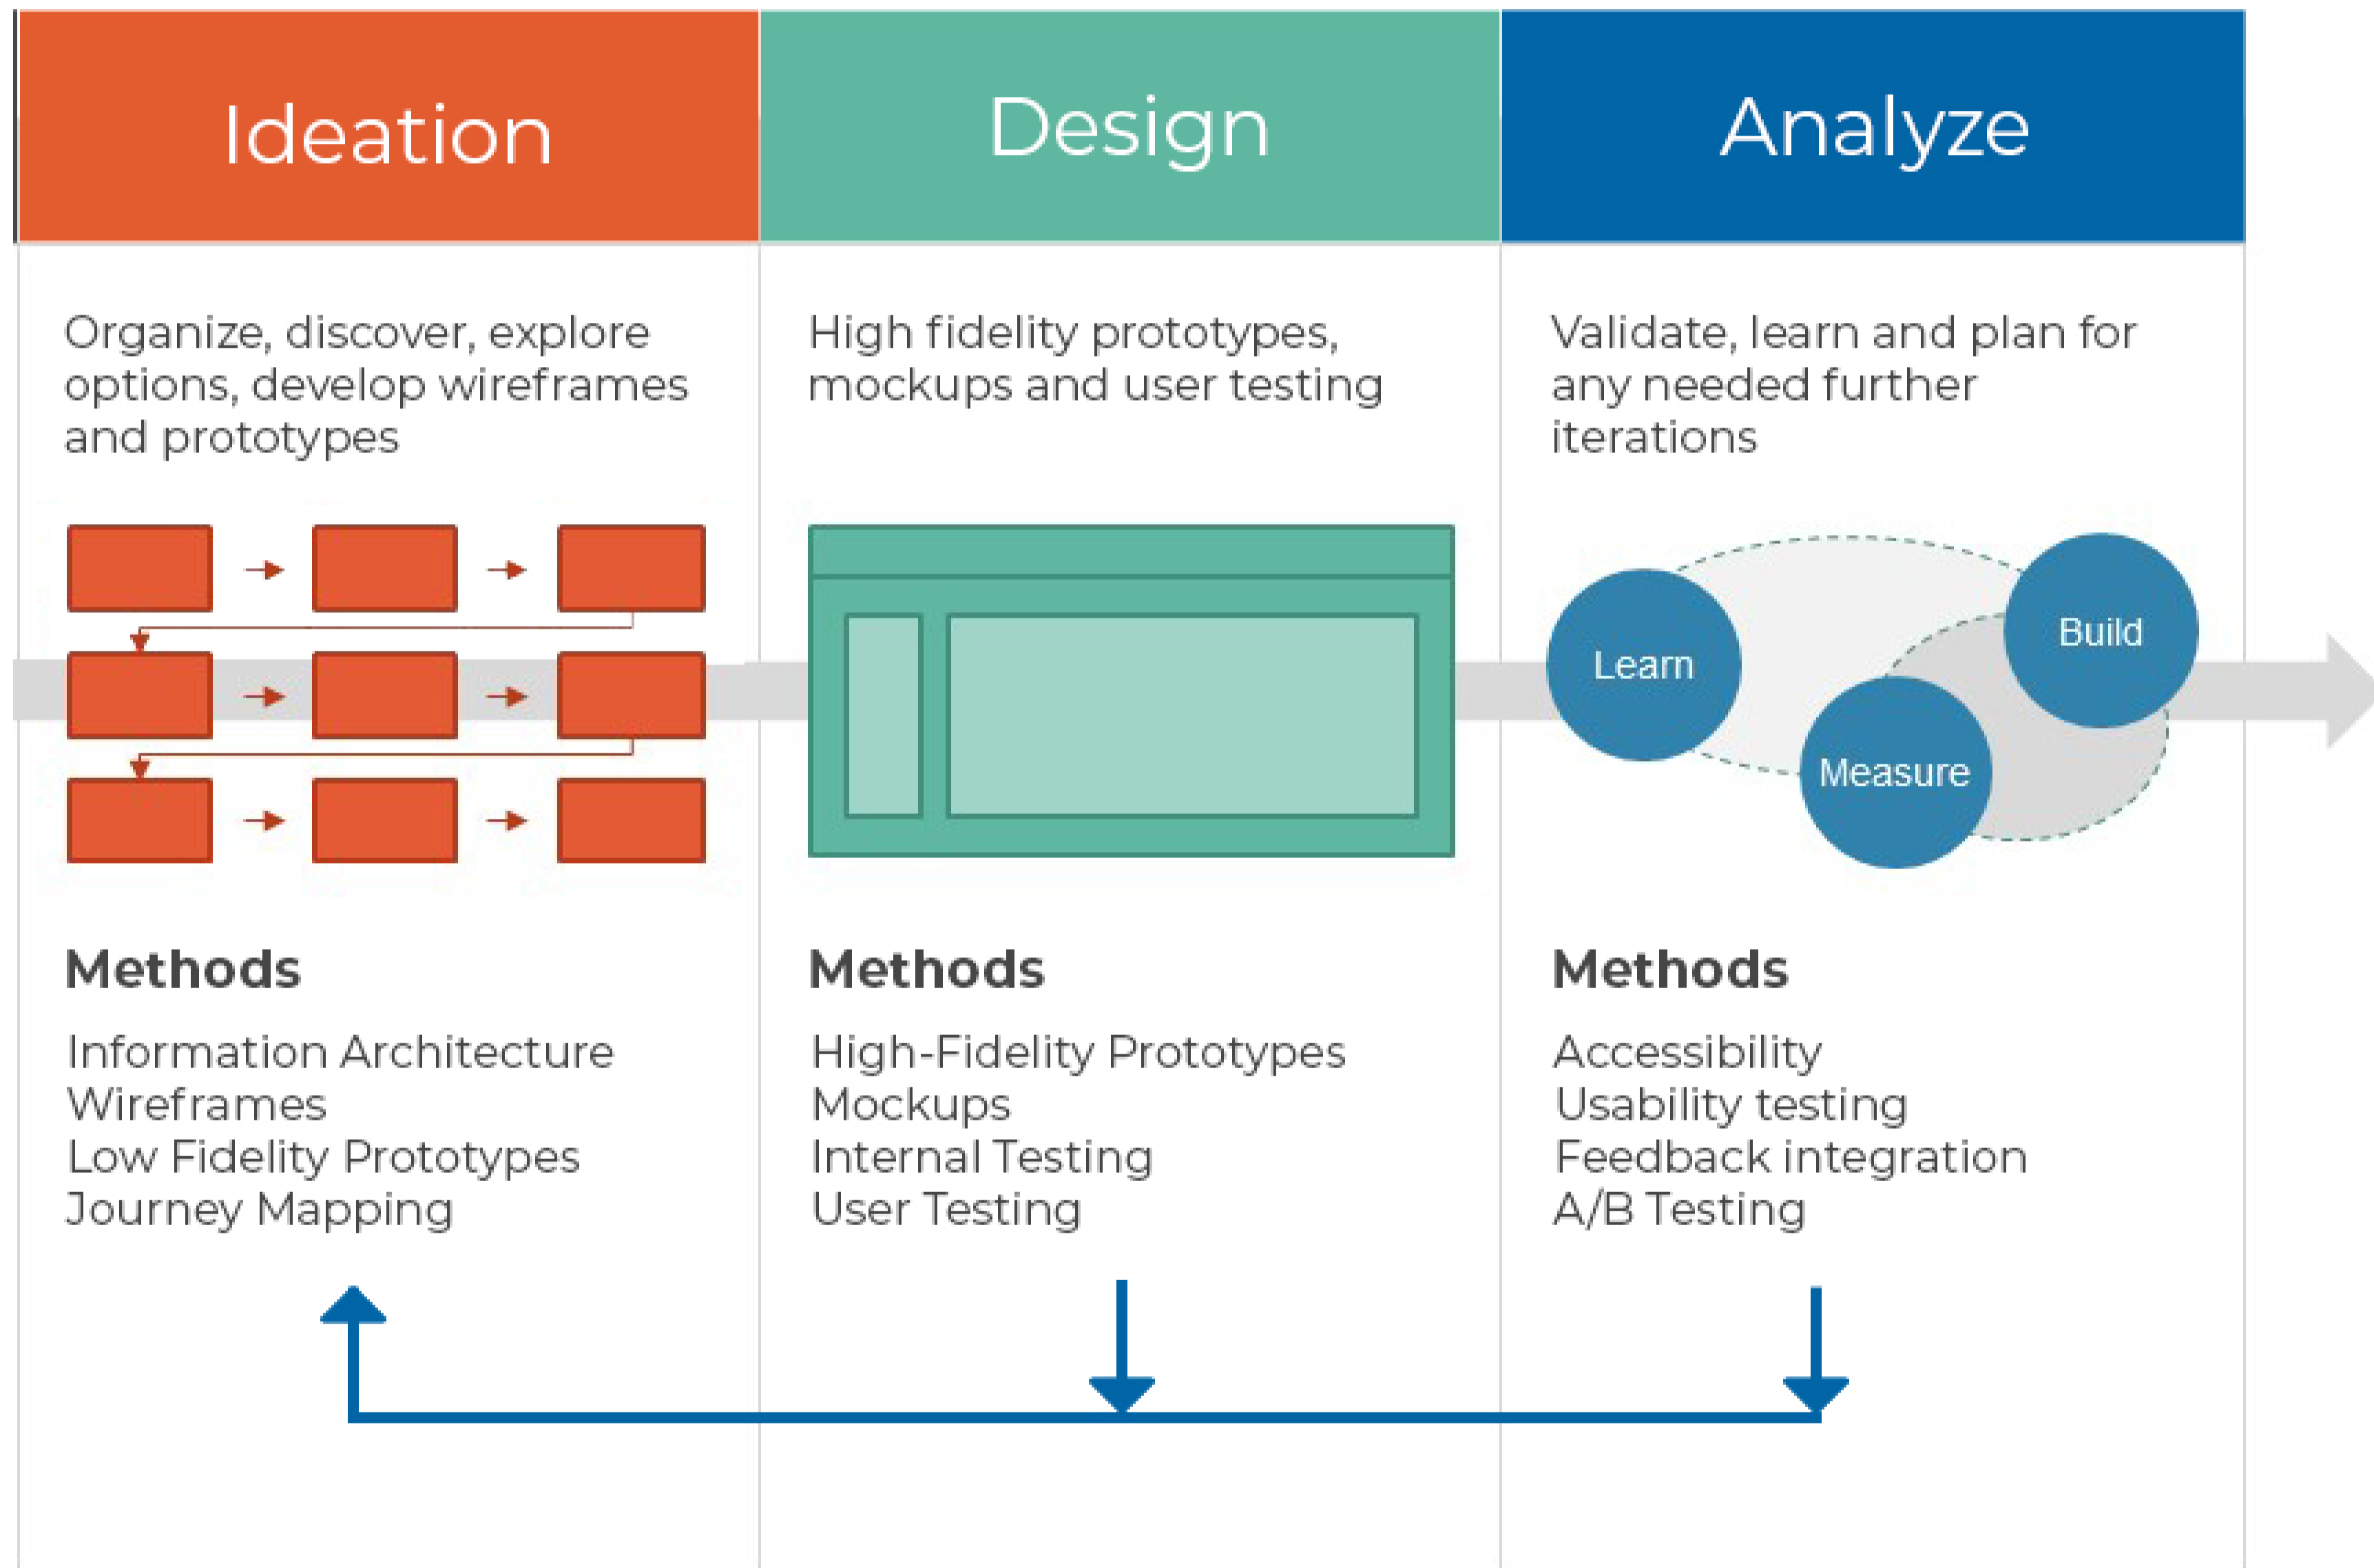 Ideation
Design
Analyze
Organize, discover, explore
options, develop wireframes
and prototypes
High fidelity prototypes,
mockups and user testing
Validate, learn and plan for
any needed further
iterations
Learn
Build
Measure
Methods
Information Architecture
Wireframes
Low Fidelity Prototypes
Journey Mapping
Methods
High-Fidelity Prototypes
Mockups
Internal Testing
User Testing
Methods
Accessibility
Usability testing
Feedback integration
A/B Testing